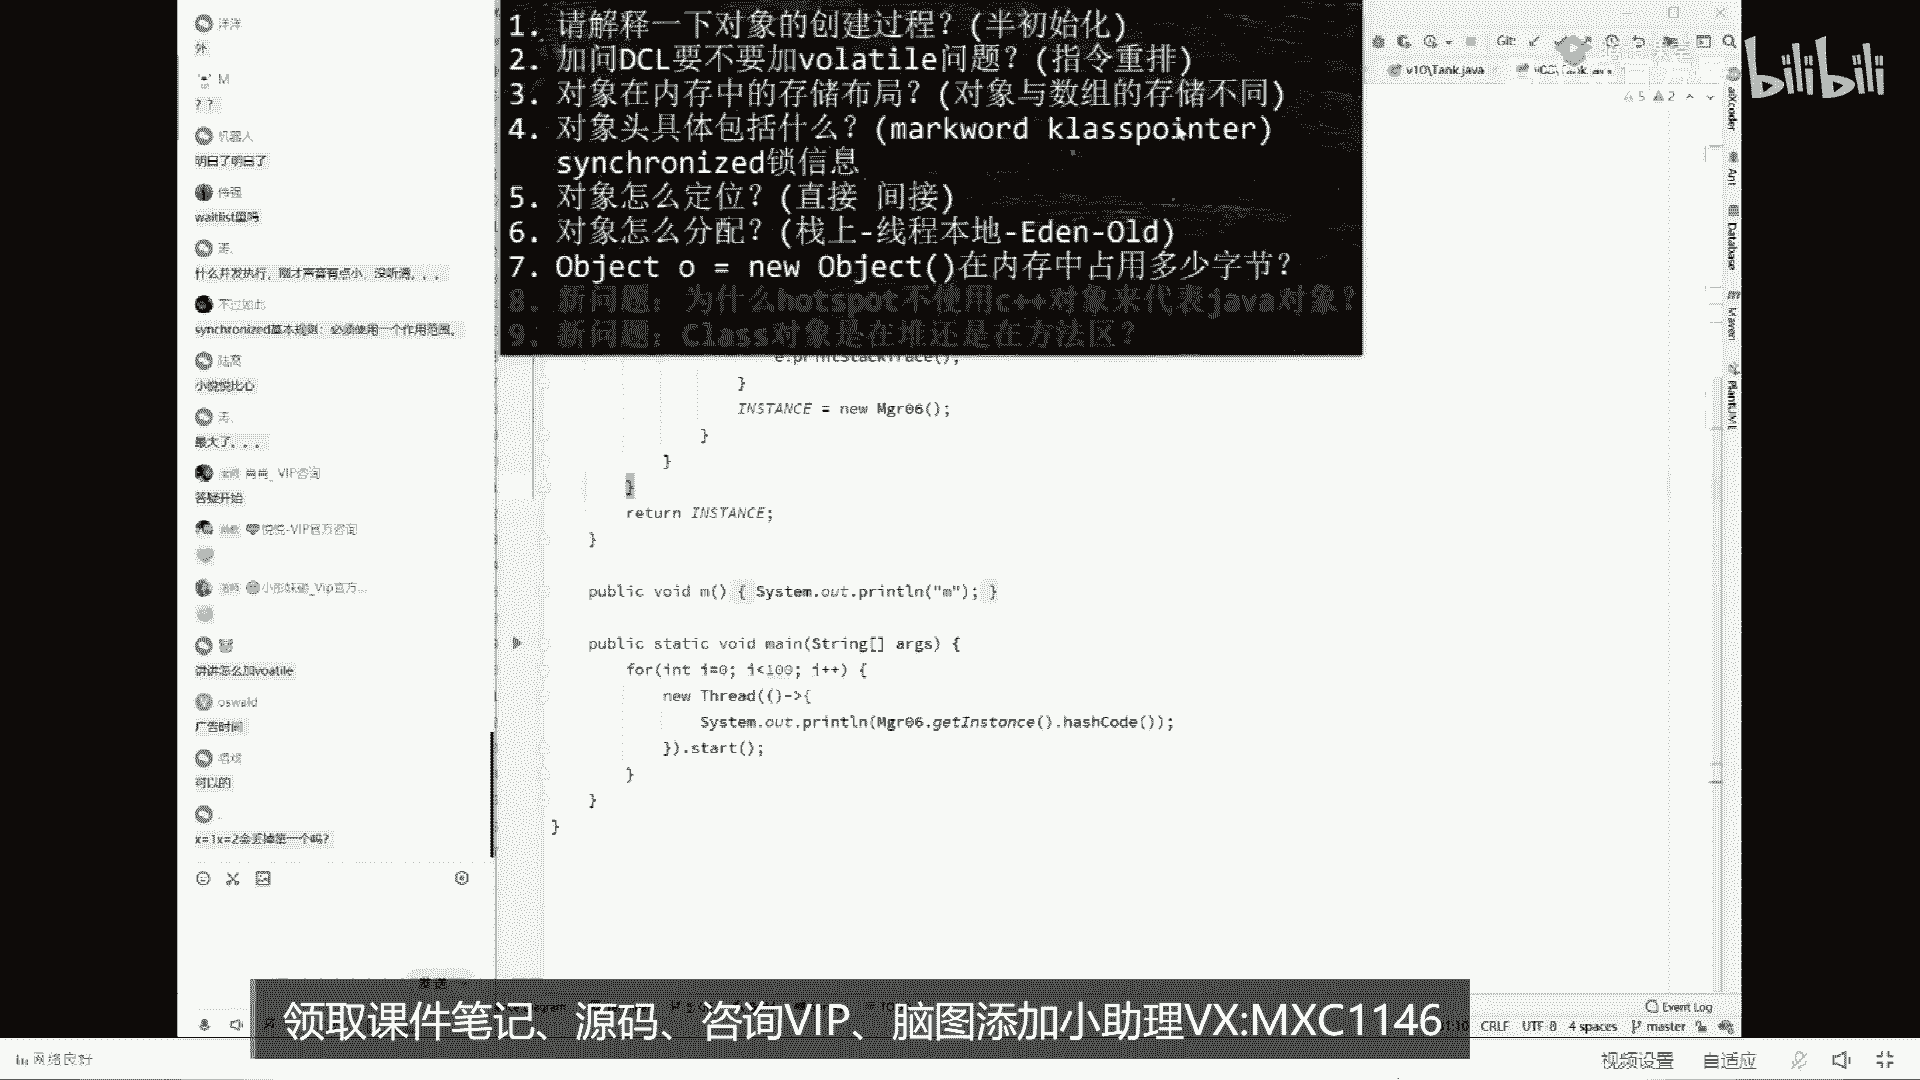 1. 请解释一下对象的创建过程？(半初始化)
2. 加问DCL要不要加volatile问题？(指令重排)
3. 对象在内存中的存储布局？(对象与数组的存储不同)
4. 对象头具体包括什么？(markword klasspointer)
synchronized锁信息
5. 对象怎么定位？(直接 间接)
6. 对象怎么分配？(栈上-线程本地-Eden-Old)
7. Object o = new Object()在内存中占用多少字节？
8. 新问题：为什么hotspot不使用c++对象来代表java对象？
9. 新问题：Class对象是在堆还是在方法区？
bilibili
Git:
v10\Tank.java
5 2
aiXcoder
Ant
Database
Maven
PlantUML
洋洋
外
M
? ?
机器人
明白了明白了
伟强
waitlist里吗
什么并发执行，刚才声音有点小，没听清。。。
不过如此
synchronized基本规则：必须使用一个作用范围。
小悦悦比心
最大了。。。
肖肖_VIP咨询
答疑开始
悦悦-VIP官方咨询
小彤妹磁_Vip官方...
讲讲怎么加voatile
oswald
广告时间
可以的
x=1x=2会丢掉第一个吗?
发送
e.printStackTrace();
}
INSTANCE = new Mgr06();
}
}
}
return INSTANCE;
}
public void m() { System.out.println("m"); }
public static void main(String[] args) {
for(int i=0; i<100; i++) {
new Thread(()->{
System.out.println(Mgr06.getInstance().hashCode());
}).start();
}
}
}
领取课件笔记、源码、咨询VIP、脑图添加小助理VX:MXC1146
Event Log
CRLF UTF-8 4 spaces master
网络良好
视频设置 自适应